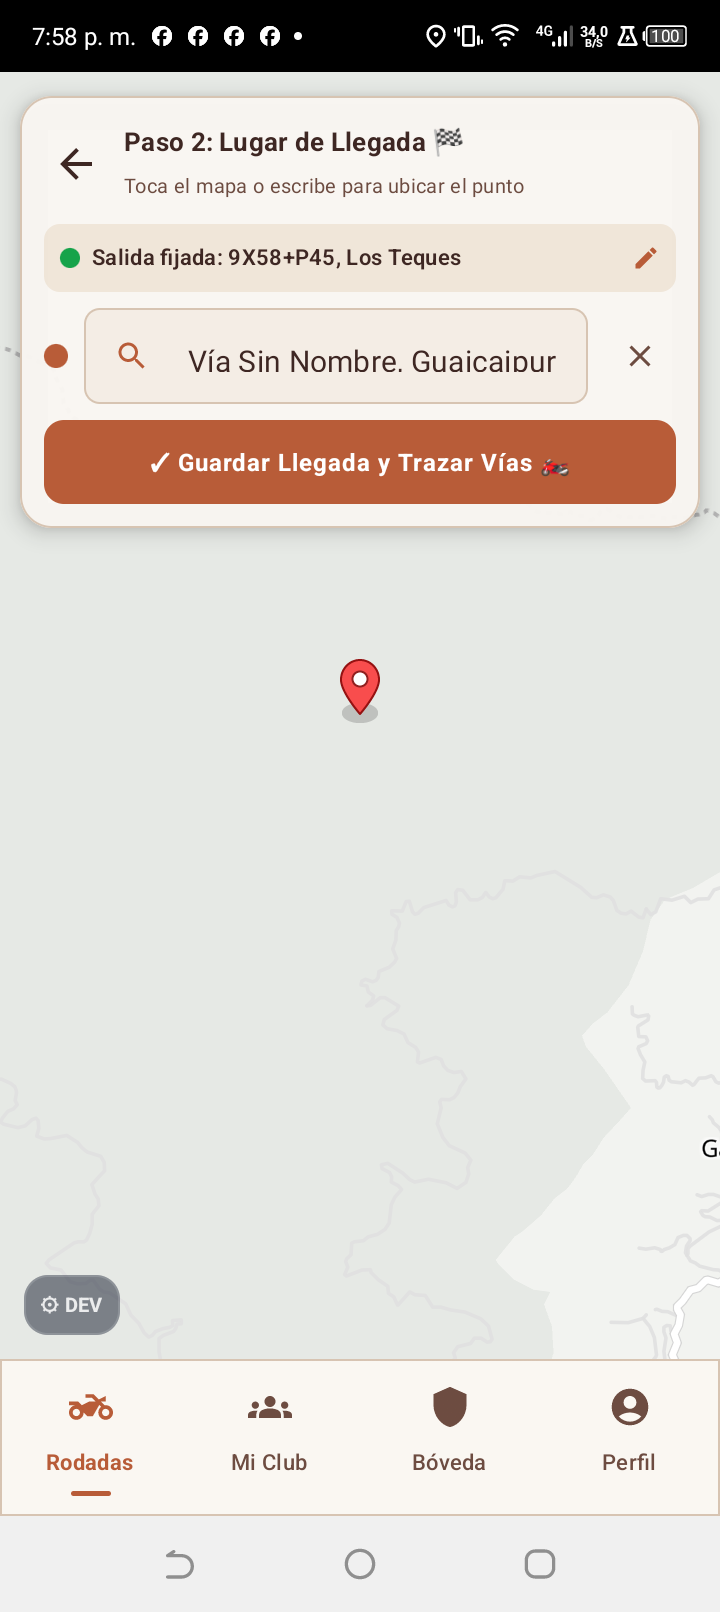 7:58 p. m.
4G
34,0
B/S
100
Paso 2: Lugar de Llegada 🏁
Toca el mapa o escribe para ubicar el punto
Salida fijada: 9X58+P45, Los Teques
Vía Sin Nombre, Guaicaipur
✓ Guardar Llegada y Trazar Vías 🏍️
Ga
DEV
Rodadas
Mi Club
Bóveda
Perfil